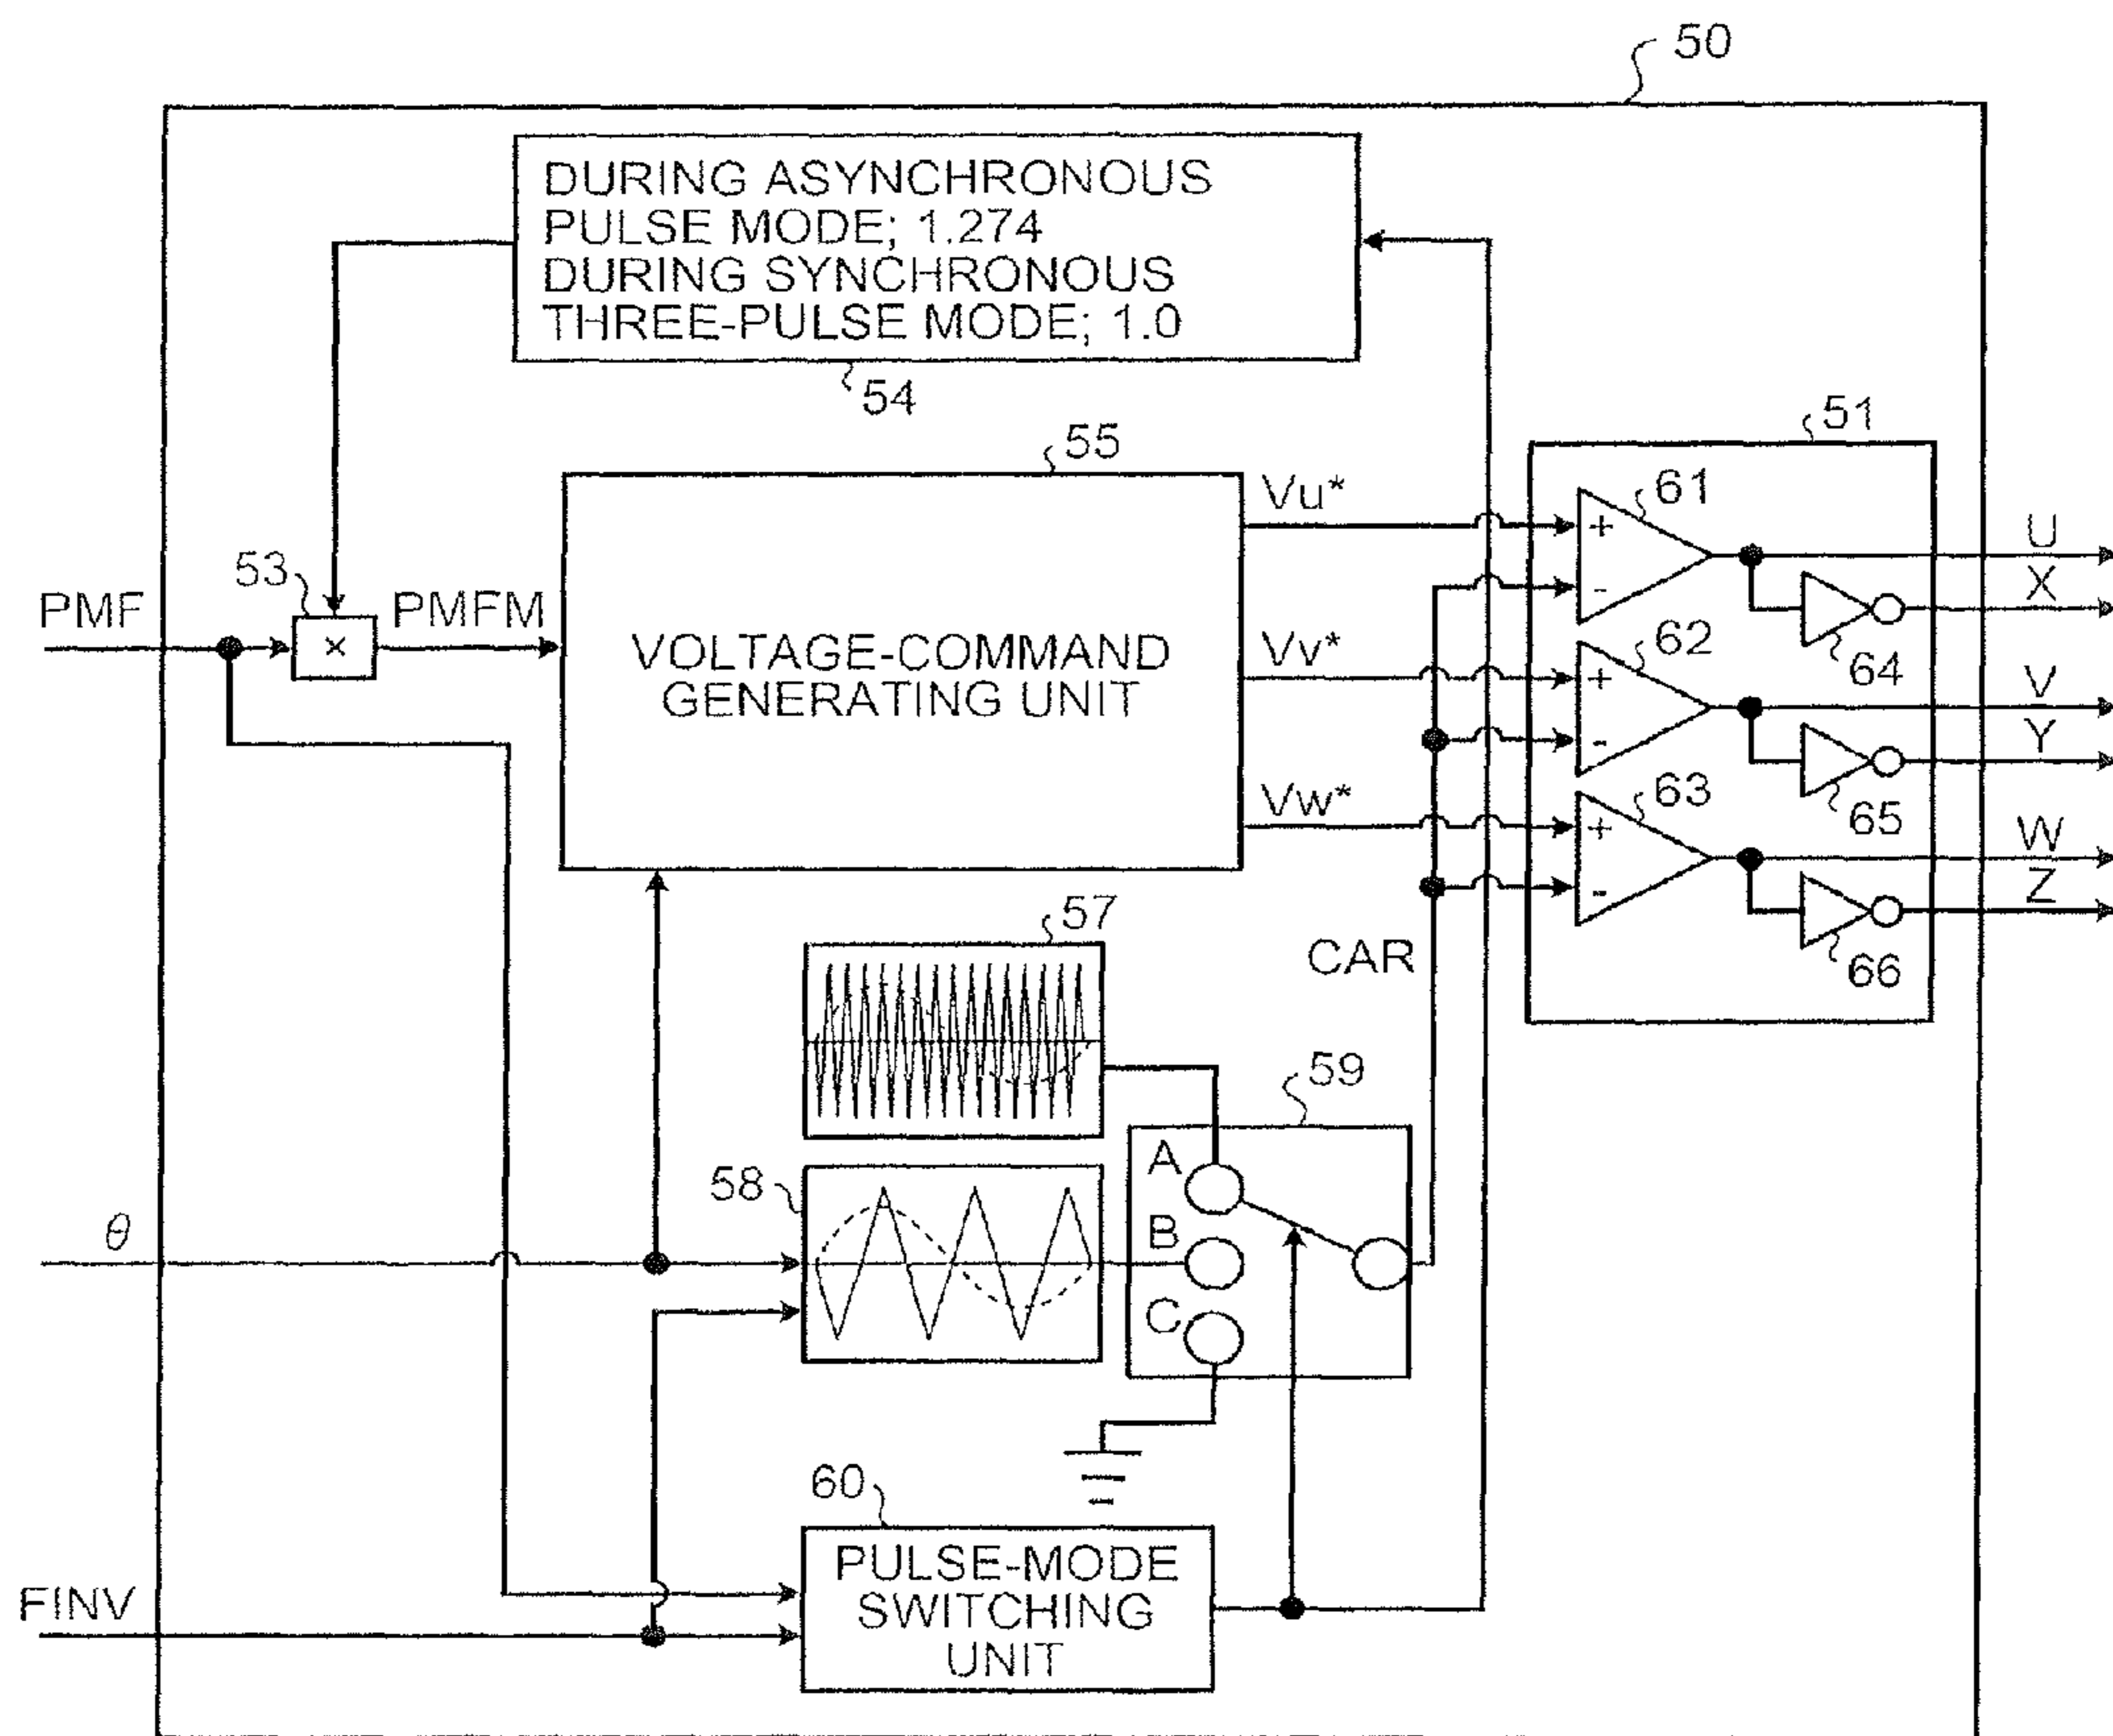 50
DURING ASYNCHRONOUS
PULSE MODE; 1.274
DURING SYNCHRONOUS
THREE-PULSE MODE; 1.0
54
55
51
53
PMF
×
PMFM
VOLTAGE-COMMAND
GENERATING UNIT
Vu*
Vv*
Vw*
61
+
-
62
+
-
63
+
-
64
65
66
U
X
V
Y
W
Z
57
CAR
59
58
A
B
C
θ
60
PULSE-MODE
SWITCHING
UNIT
FINV